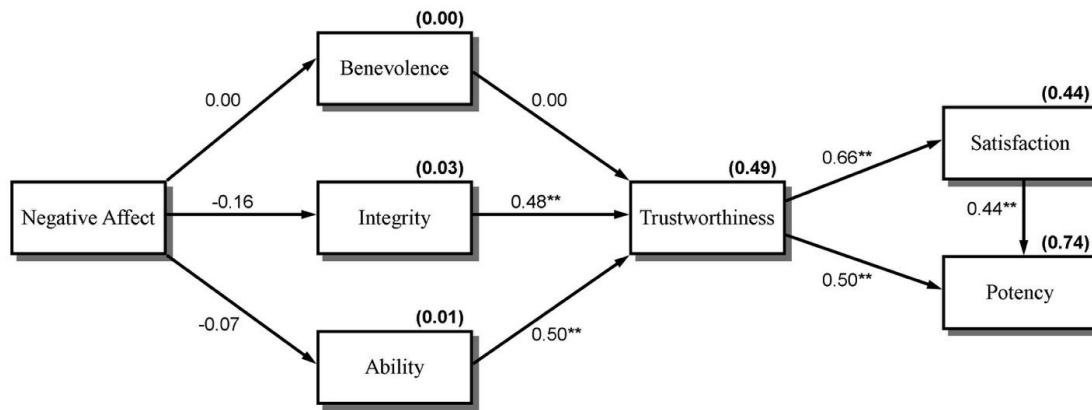 (0.00)
Benevolence
0.00
0.00
(0.44)
Satisfaction
(0.03)
(0.49)
0.66**
Negative Affect
-0.16
Integrity
0.48**
Trustworthiness
0.44**
(0.74)
-0.07
0.50**
Potency
(0.01)
0.50**
Ability